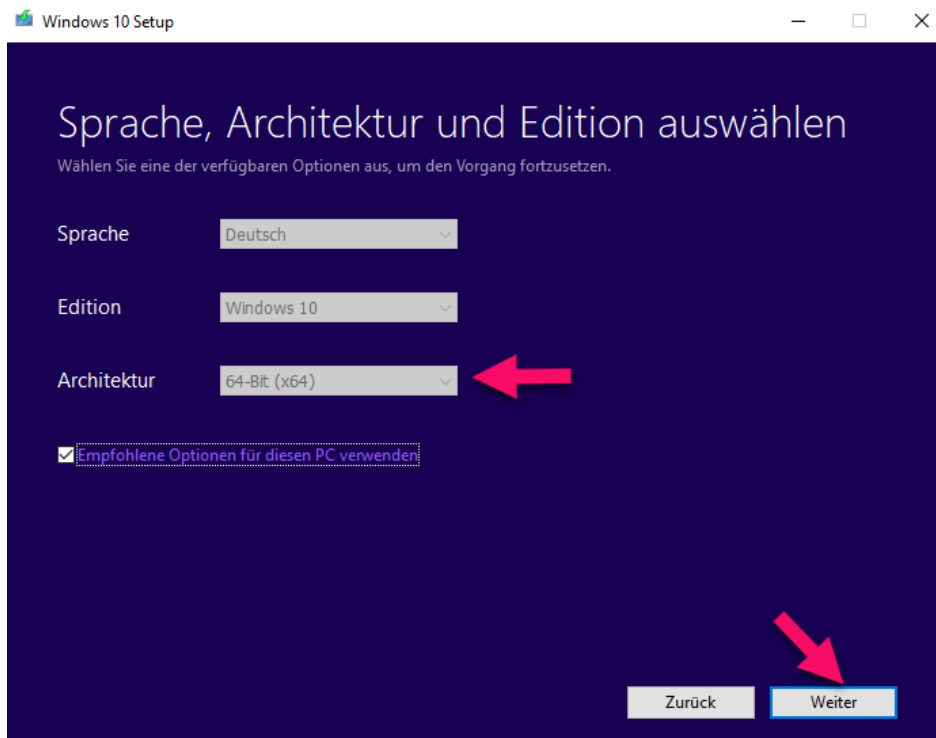 Windows 10 Setup
Sprache, Architektur und Edition auswählen
Wählen Sie eine der verfügbaren Optionen aus, um den Vorgang fortzusetzen.
Sprache Deutsch
Edition Windows 10
Architektur 64-Bit (x64)
Empfohlene Optionen für diesen PC verwenden
Zurück Weiter